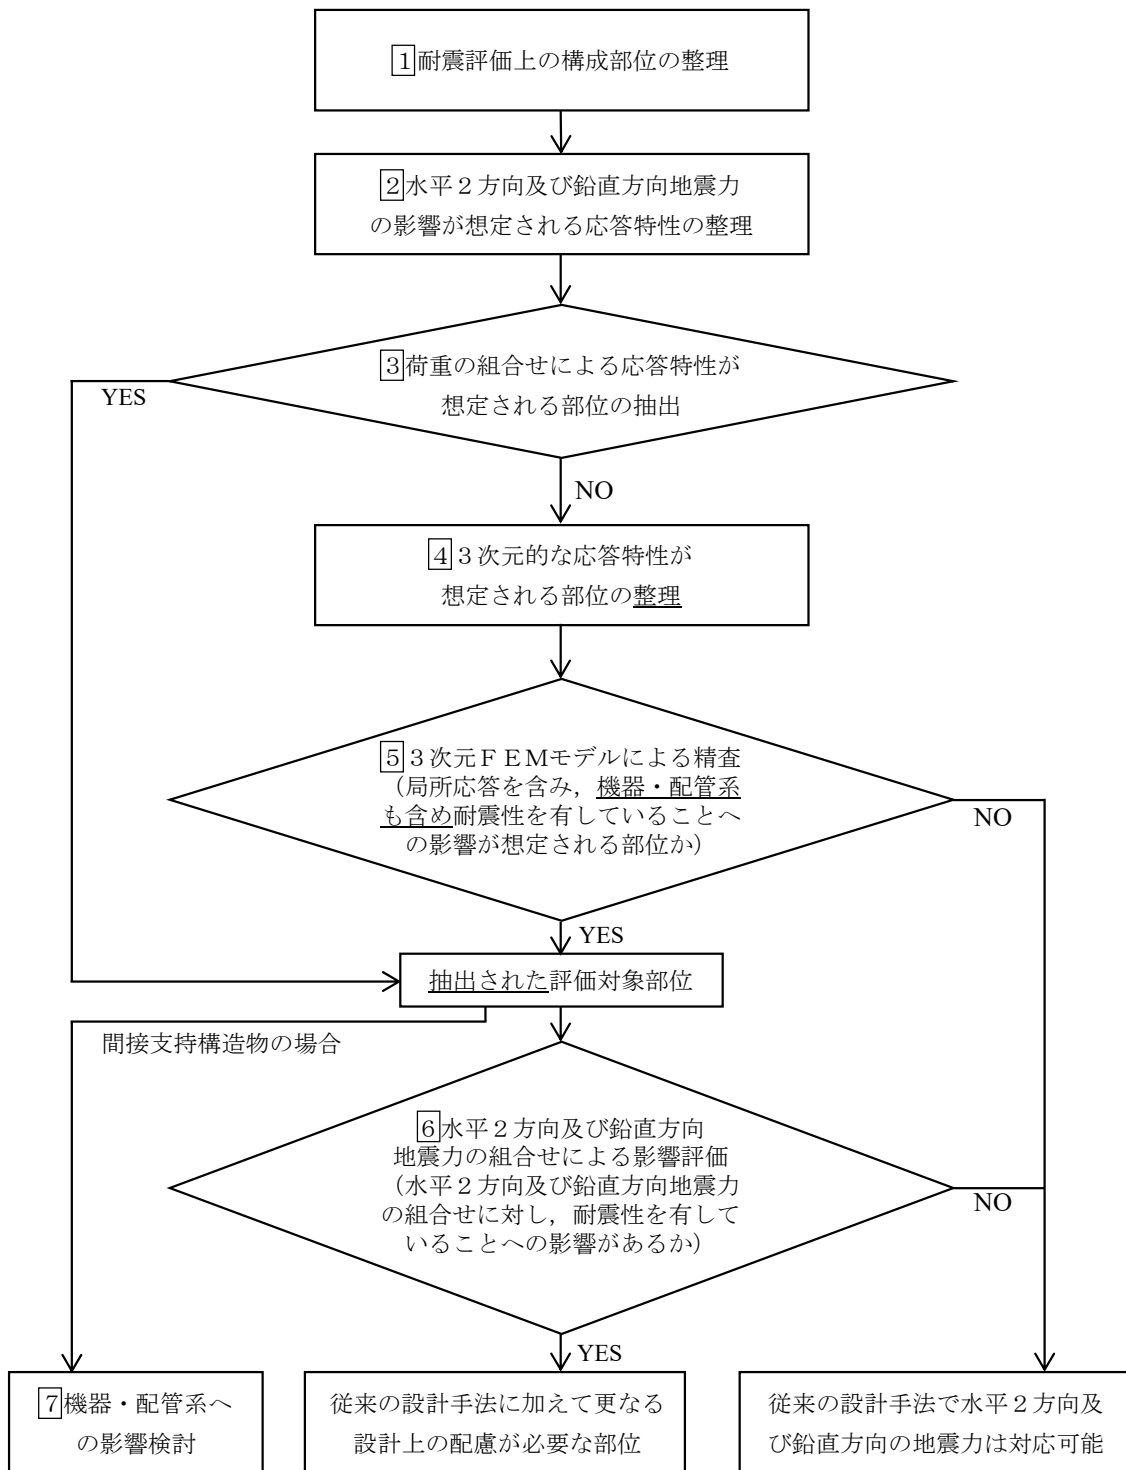 1耐震評価上の構成部位の整理
2水平２方向及び鉛直方向地震力
の影響が想定される応答特性の整理
3荷重の組合せによる応答特性が
想定される部位の抽出
YES
NO
4３次元的な応答特性が
想定される部位の整理
5３次元ＦＥＭモデルによる精査
（局所応答を含み，機器・配管系
も含め耐震性を有していることへ
の影響が想定される部位か）
NO
YES
抽出された評価対象部位
間接支持構造物の場合
6水平２方向及び鉛直方向
地震力の組合せによる影響評価
（水平２方向及び鉛直方向地震力
の組合せに対し，耐震性を有して
いることへの影響があるか）
NO
YES
7機器・配管系へ
の影響検討
従来の設計手法に加えて更なる
設計上の配慮が必要な部位
従来の設計手法で水平２方向及
び鉛直方向の地震力は対応可能